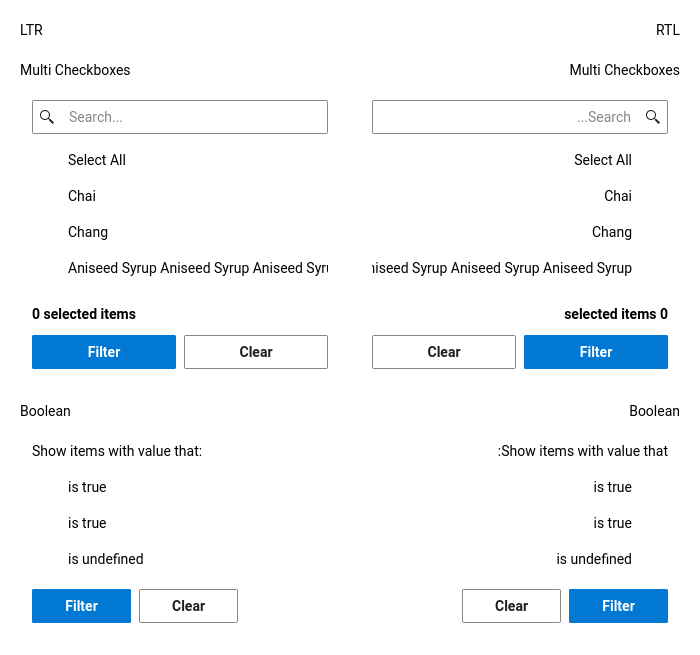 LTR
RTL
Multi Checkboxes
Multi Checkboxes
Search...
...Search
Select All
Select All
Chai
Chai
Chang
Chang
Aniseed Syrup Aniseed Syrup Aniseed Syru
niseed Syrup Aniseed Syrup Aniseed Syrup
0 selected items
selected items 0
Filter
Clear
Clear
Filter
Boolean
Boolean
Show items with value that:
:Show items with value that
is true
is true
is true
is true
is undefined
is undefined
Filter
Clear
Clear
Filter